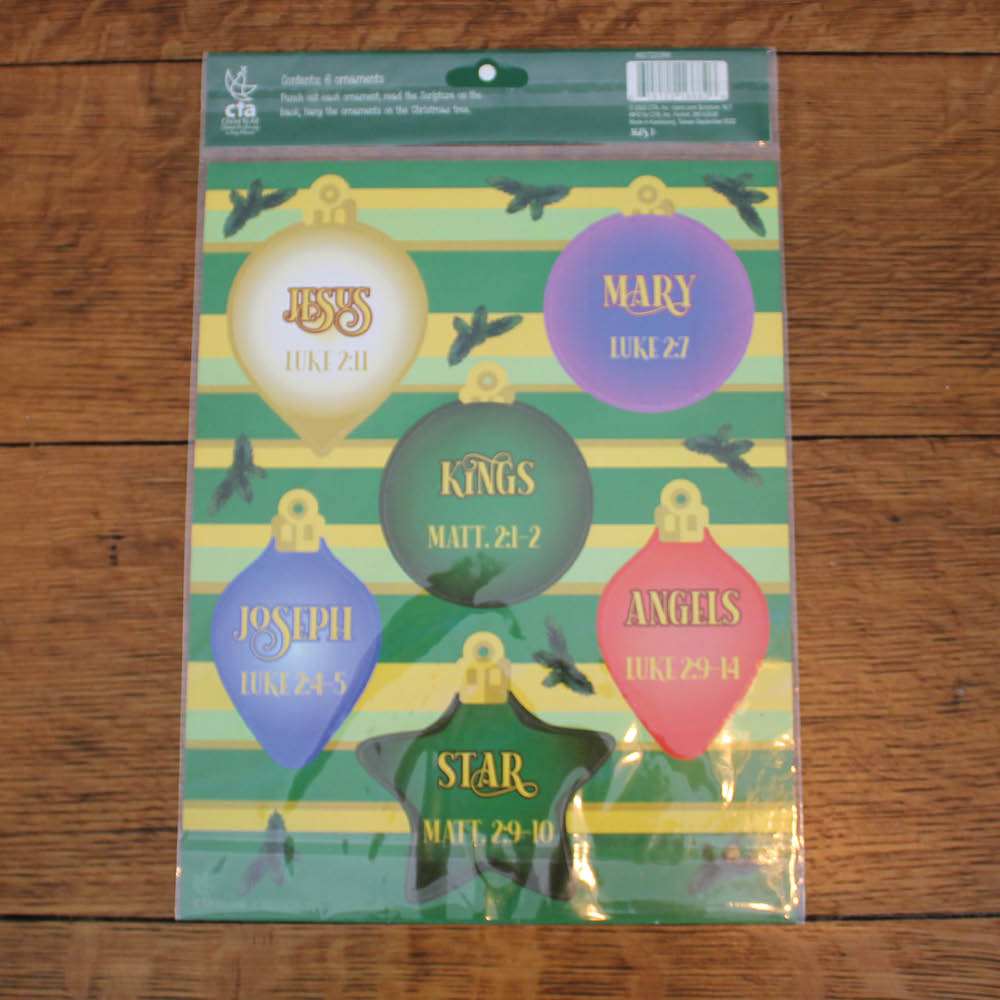 cta
Contents: 6 ornaments
Punch out each ornament, read the Scripture on the
back, hang the ornaments on the Christmas tree.
JESUS
LUKE 2:11
MARY
LUKE 2:7
KINGS
MATT. 2:1-2
JOSEPH
LUKE 2:4-5
ANGELS
LUKE 2:9-14
STAR
MATT. 2:9-10